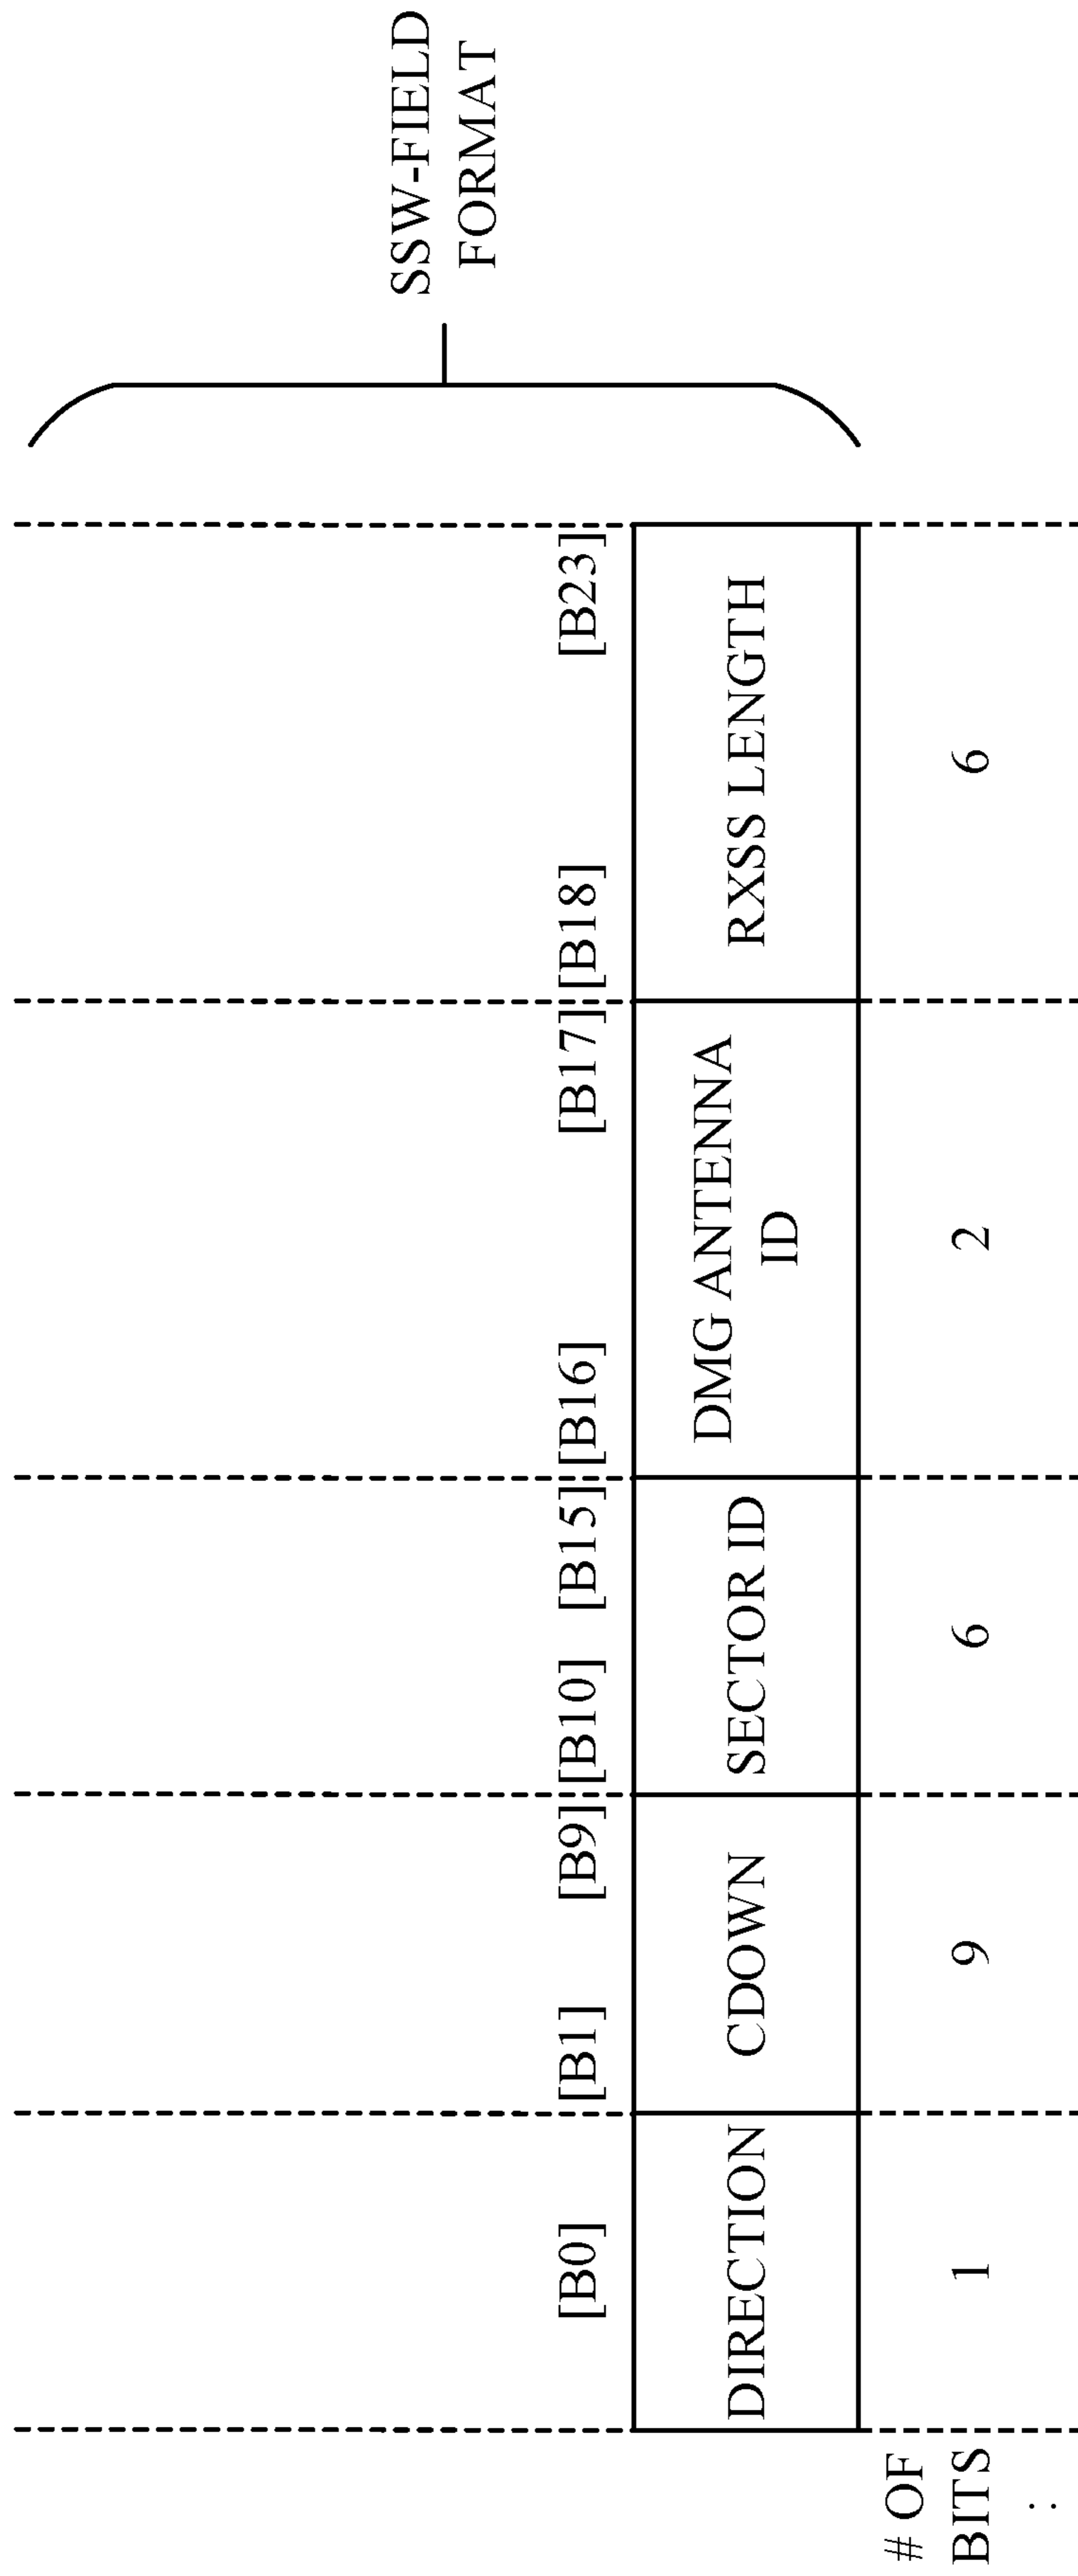 SSW-FIELD
FORMAT
[B0] [B1] [B9] [B10] [B15] [B16] [B17] [B18] [B23]
DIRECTION CDOWN SECTOR ID DMG ANTENNA ID RXSS LENGTH
# OF
BITS 1 9 6 2 6
: